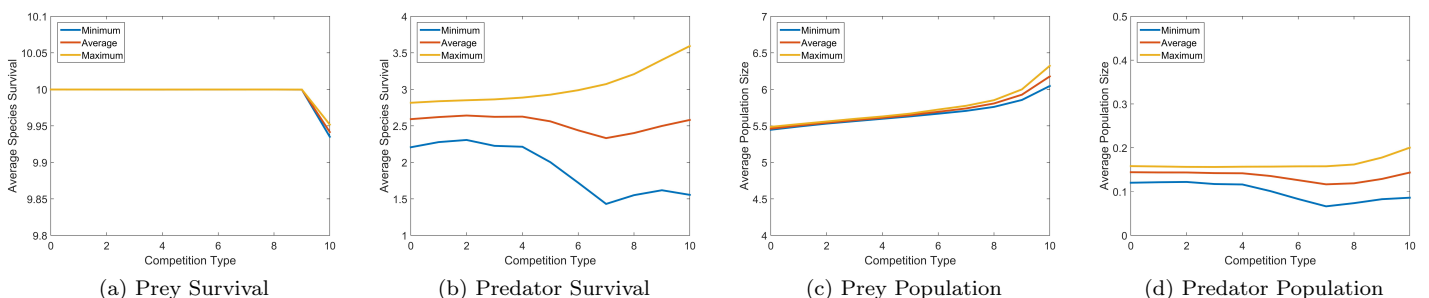 10.1
10.05
10
9.95
9.9
9.85
9.8
0
2
4
6
8
10
Average Species Survival
Competition Type
Minimum
Average
Maximum
(a) Prey Survival
4
3.5
3
2.5
2
1.5
1
0
2
4
6
8
10
Average Species Survival
Competition Type
Minimum
Average
Maximum
(b) Predator Survival
7
6.5
6
5.5
5
4.5
4
0
2
4
6
8
10
Average Population Size
Competition Type
Minimum
Average
Maximum
(c) Prey Population
0.5
0.4
0.3
0.2
0.1
0
0
2
4
6
8
10
Average Population Size
Competition Type
Minimum
Average
Maximum
(d) Predator Population